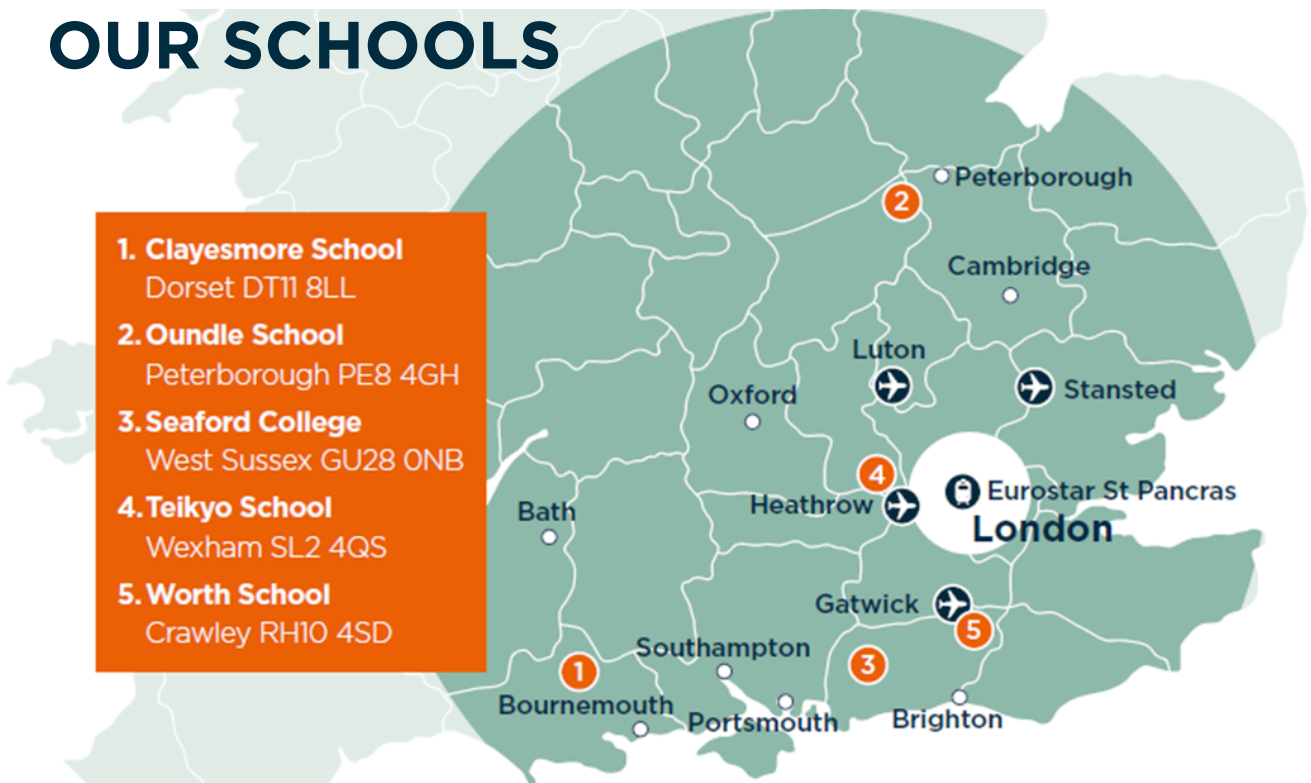 OUR SCHOOLS
1. Clayesmore School
Dorset DT11 8LL
2. Oundle School
Peterborough PE8 4GH
3. Seaford College
West Sussex GU28 0NB
4. Teikyo School
Wexham SL2 4QS
5. Worth School
Crawley RH10 4SD
Peterborough
2
Cambridge
Luton
Oxford
Stansted
4
Heathrow
Eurostar St Pancras
London
Bath
Gatwick
5
Southampton
3
1
Bournemouth
Portsmouth
Brighton